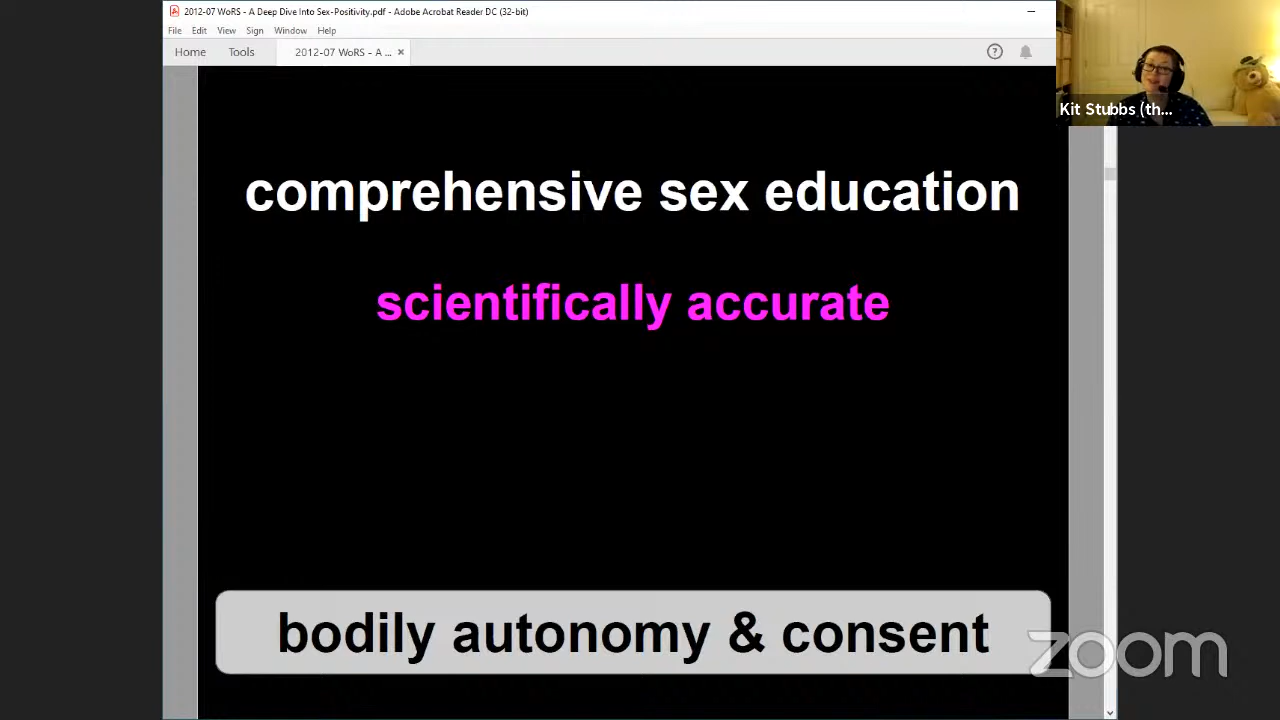 2012-07 WoRS - A Deep Dive Into Sex-Positivity.pdf - Adobe Acrobat Reader DC (32-bit)
File Edit View Sign Window Help
Home Tools 2012-07 WoRS - A ... ×
?
Kit Stubbs (th...
comprehensive sex education
scientifically accurate
bodily autonomy & consent
zoom